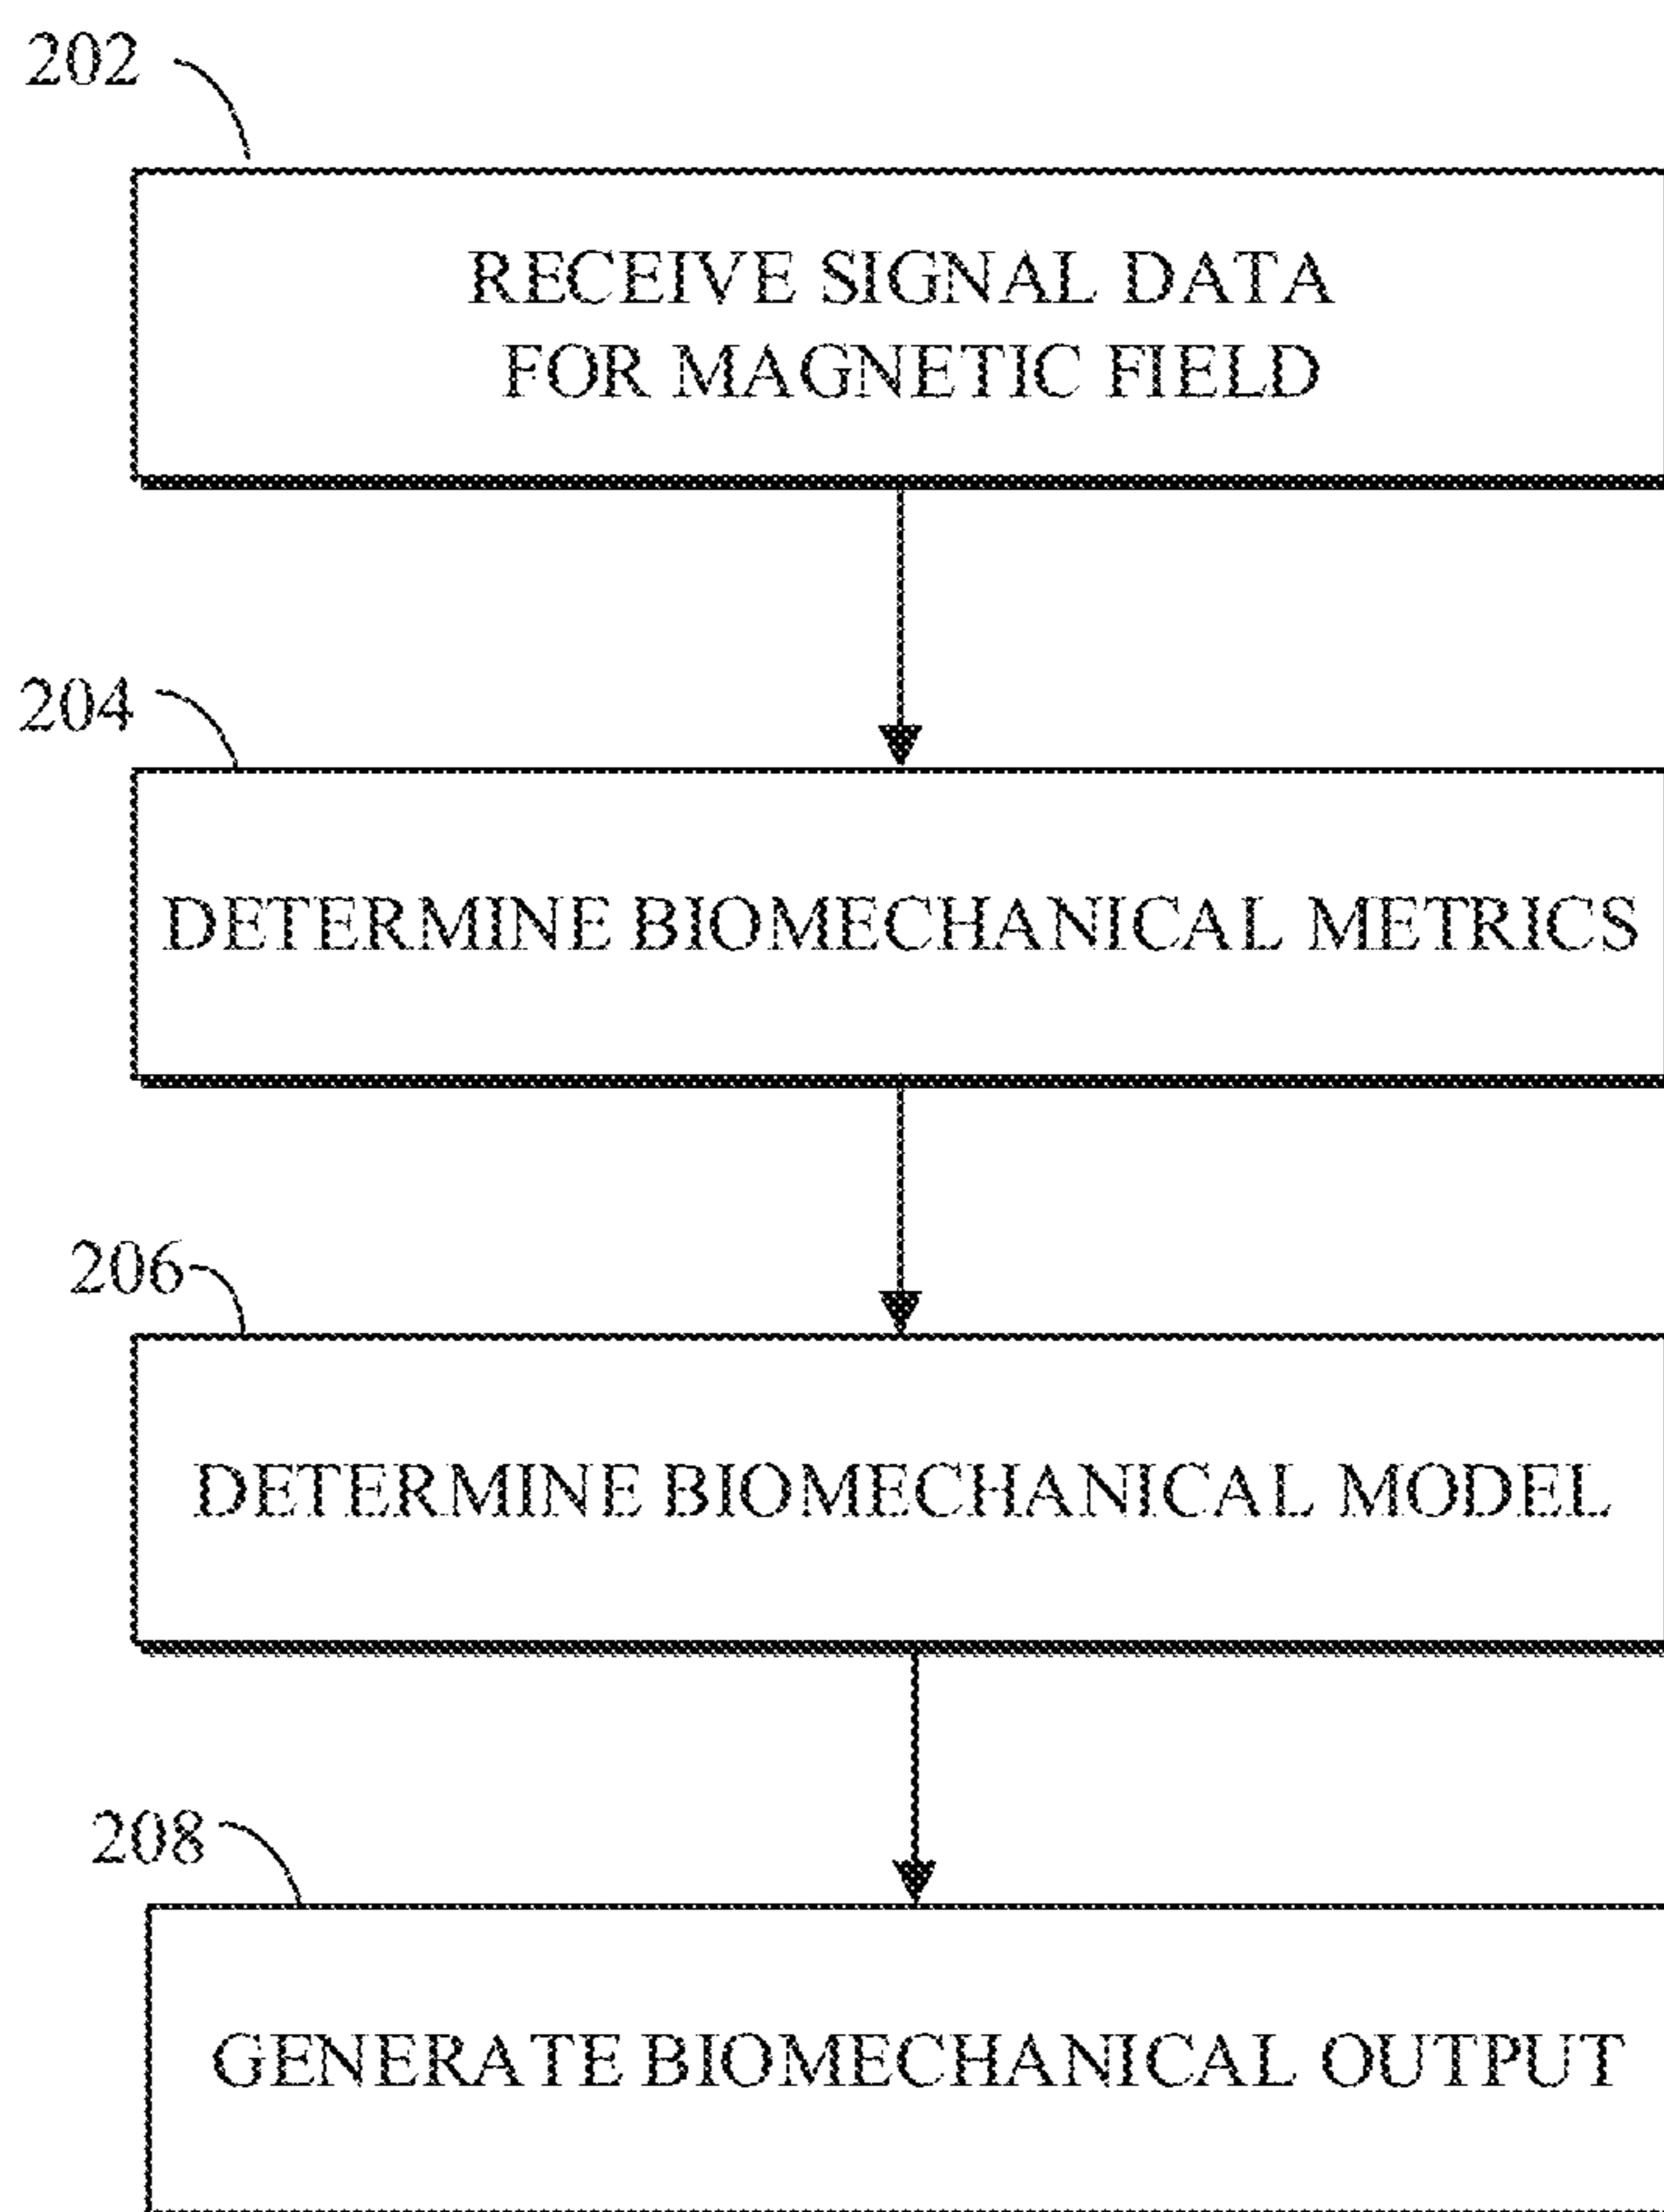 202
RECEIVE SIGNAL DATA
FOR MAGNETIC FIELD
204
DETERMINE BIOMECHANICAL METRICS
206
DETERMINE BIOMECHANICAL MODEL
208
GENERATE BIOMECHANICAL OUTPUT